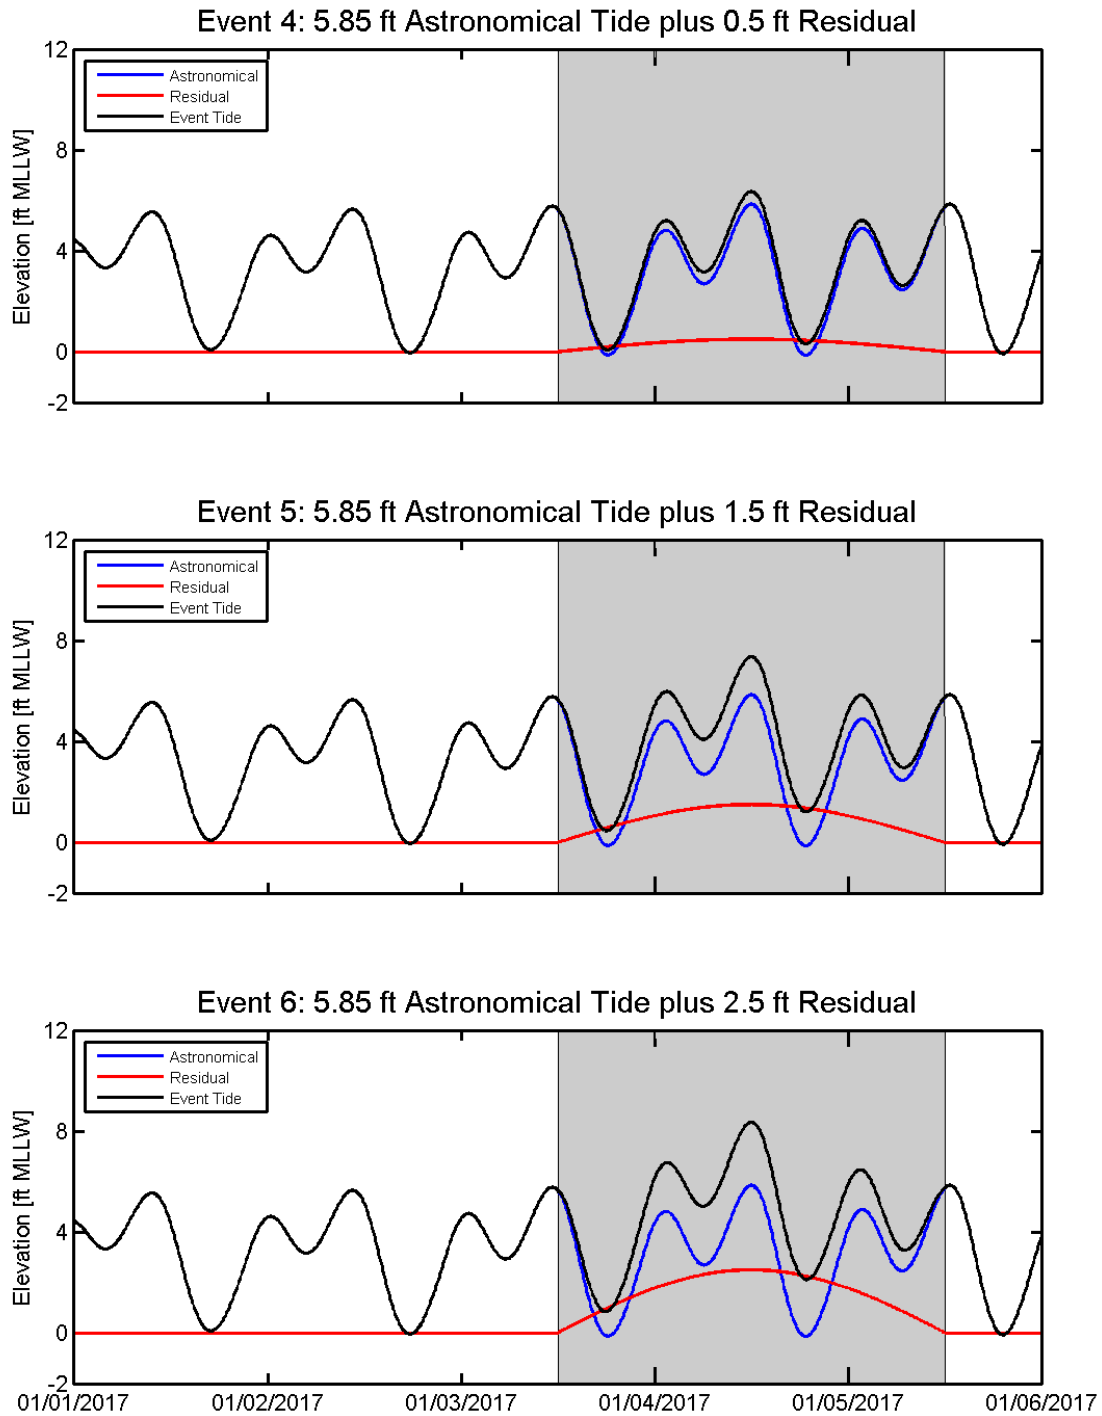 Event 4: 5.85 ft Astronomical Tide plus 0.5 ft Residual
12
8
4
0
-2
Elevation [ft MLLW]
Astronomical
Residual
Event Tide
Event 5: 5.85 ft Astronomical Tide plus 1.5 ft Residual
12
8
4
0
-2
Elevation [ft MLLW]
Astronomical
Residual
Event Tide
Event 6: 5.85 ft Astronomical Tide plus 2.5 ft Residual
12
8
4
0
-2
Elevation [ft MLLW]
Astronomical
Residual
Event Tide
01/01/2017 01/02/2017 01/03/2017 01/04/2017 01/05/2017 01/06/2017